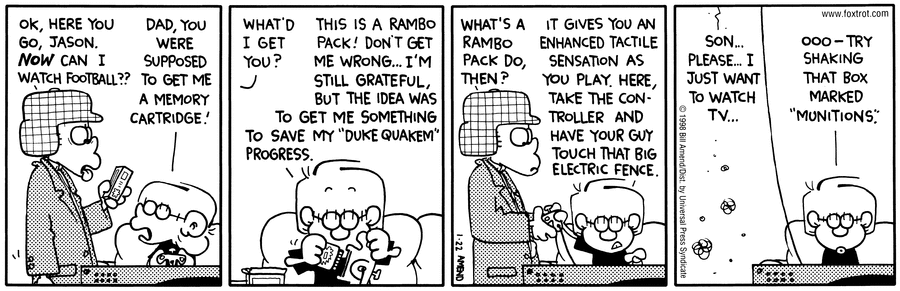 OK, HERE YOU
GO, JASON.
NOW CAN I
WATCH FOOTBALL??
DAD, YOU
WERE
SUPPOSED
TO GET ME
A MEMORY
CARTRIDGE!
WHAT'D
I GET
YOU?
THIS IS A RAMBO
PACK! DON'T GET
ME WRONG... I'M
STILL GRATEFUL,
BUT THE IDEA WAS
TO GET ME SOMETHING
TO SAVE MY "DUKE QUAKEM"
PROGRESS.
WHAT'S A
RAMBO
PACK DO,
THEN?
IT GIVES YOU AN
ENHANCED TACTILE
SENSATION AS
YOU PLAY. HERE,
TAKE THE CON-
TROLLER AND
HAVE YOUR GUY
TOUCH THAT BIG
ELECTRIC FENCE.
1-22 AMEND
© 1998 Bill Amend/Dist. by Universal Press Syndicate
www.foxtrot.com
SON...
PLEASE... I
JUST WANT
TO WATCH
TV...
OOO – TRY
SHAKING
THAT BOX
MARKED
"MUNITIONS."